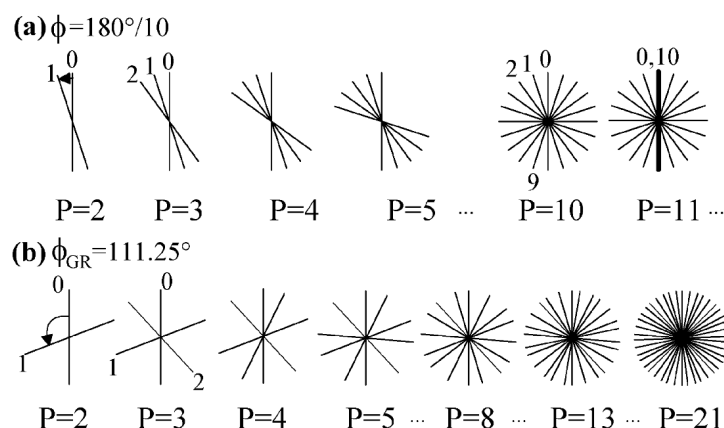 (a) ϕ=180°/10
0
1
2 1 0
2 1 0
9
0,10
P=2 P=3 P=4 P=5 ... P=10 P=11 ...
(b) ϕGR=111.25°
0
1
0
1
2
P=2 P=3 P=4 P=5 ... P=8 ... P=13 ... P=21